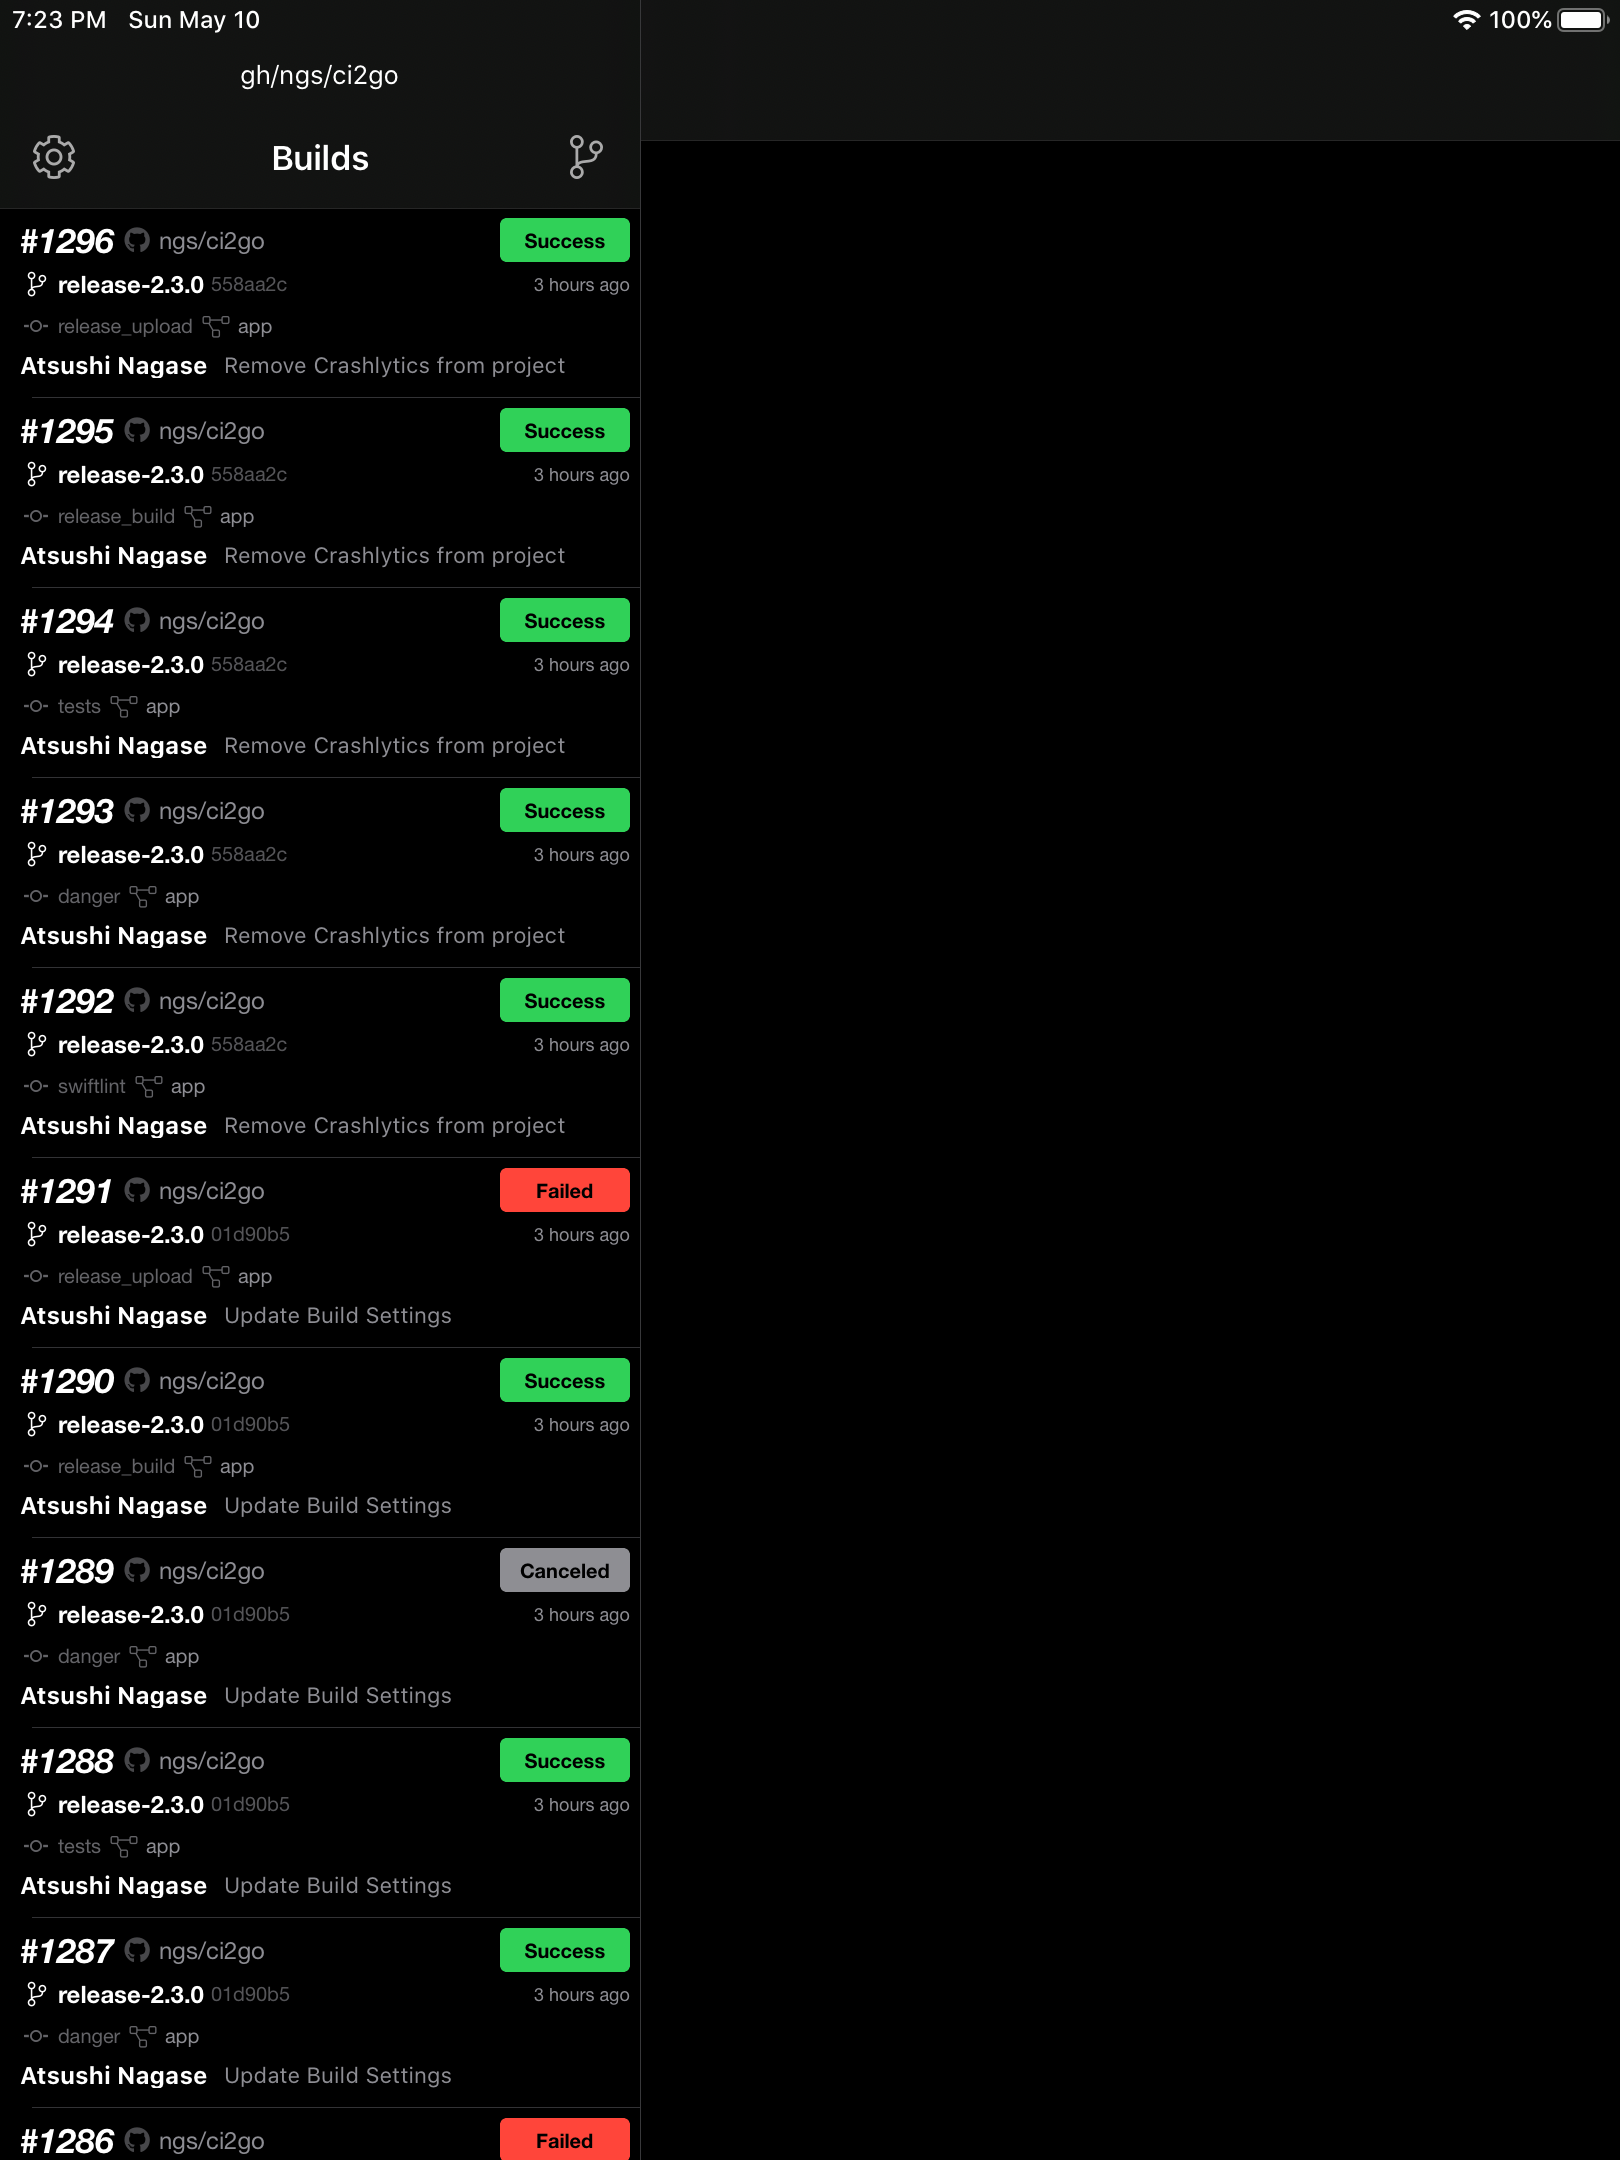 7:23 PM Sun May 10 100%
gh/ngs/ci2go
Builds
#1296 ngs/ci2go Success
release-2.3.0 558aa2c 3 hours ago
release_upload app
Atsushi Nagase Remove Crashlytics from project
#1295 ngs/ci2go Success
release-2.3.0 558aa2c 3 hours ago
release_build app
Atsushi Nagase Remove Crashlytics from project
#1294 ngs/ci2go Success
release-2.3.0 558aa2c 3 hours ago
tests app
Atsushi Nagase Remove Crashlytics from project
#1293 ngs/ci2go Success
release-2.3.0 558aa2c 3 hours ago
danger app
Atsushi Nagase Remove Crashlytics from project
#1292 ngs/ci2go Success
release-2.3.0 558aa2c 3 hours ago
swiftlint app
Atsushi Nagase Remove Crashlytics from project
#1291 ngs/ci2go Failed
release-2.3.0 01d90b5 3 hours ago
release_upload app
Atsushi Nagase Update Build Settings
#1290 ngs/ci2go Success
release-2.3.0 01d90b5 3 hours ago
release_build app
Atsushi Nagase Update Build Settings
#1289 ngs/ci2go Canceled
release-2.3.0 01d90b5 3 hours ago
danger app
Atsushi Nagase Update Build Settings
#1288 ngs/ci2go Success
release-2.3.0 01d90b5 3 hours ago
tests app
Atsushi Nagase Update Build Settings
#1287 ngs/ci2go Success
release-2.3.0 01d90b5 3 hours ago
danger app
Atsushi Nagase Update Build Settings
#1286 ngs/ci2go Failed